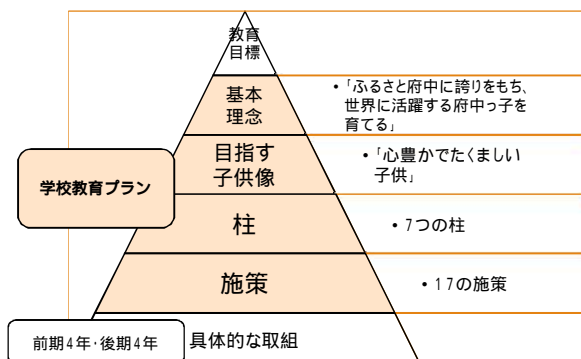 教育
目標
基本
理念
・「ふるさと府中に誇りをもち、
世界に活躍する府中っ子を
育てる」
目指す
子供像
・「心豊かでたくましい
子供」
学校教育プラン
柱
・7つの柱
施策
・17の施策
前期4年・後期4年
具体的な取組